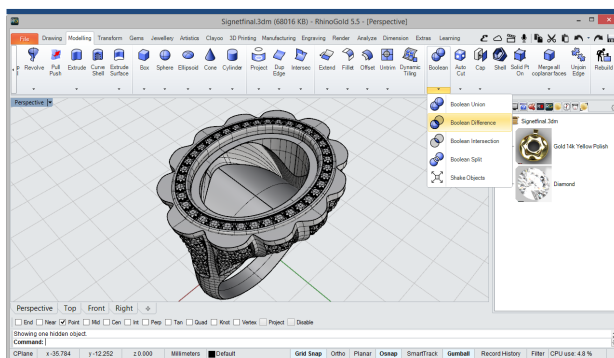 Signetfinal.3dm (68016 KB) - RhinoGold 5.5 - [Perspective]
File Drawing Modelling Transform Gems Jewellery Artistics Clayoo 3D Printing Manufacturing Engraving Render Analyze Dimension Extras Learning
Revolve Pull Push Extrude Curve Shell Extrude Surface Box Sphere Ellipsoid Cone Cylinder Project Dup Edge Intersec Extend Fillet Offset Untrim Dynamic Tiling Boolean Auto Cut Cap Shell Solid Pt On Merge all coplanar faces Unjoin Edge Rebuild
Perspective
Boolean Union
Boolean Difference
Boolean Intersection
Boolean Split
Shake Objects
Signetfinal.3dm
Gold 14k Yellow Polish
Diamond
Perspective Top Front Right
End Near Point Mid Cen Int Perp Tan Quad Knot Vertex Project Disable
Showing one hidden object.
Command:
CPlane x -35.784 y -12.252 z 0.000 Millimeters Default Grid Snap Ortho Planar Osnap SmartTrack Gumball Record History Filter CPU use: 4.8 %